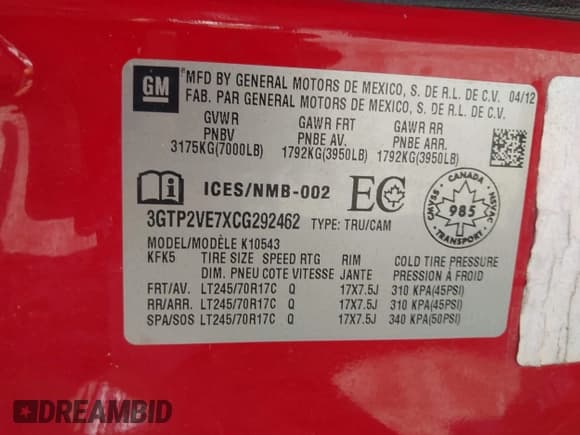 GM
®
MFD BY GENERAL MOTORS DE MEXICO, S. DE R.L. DE C.V. 04/12
FAB. PAR GENERAL MOTORS DE MEXICO, S. DE R.L. DE C.V.
GVWR GAWR FRT GAWR RR
PNBV PNBE AV. PNBE ARR.
3175KG(7000LB) 1792KG(3950LB) 1792KG(3950LB)
ICES/NMB-002 EC
CANADA
CMVSS NSVAC
985
TRANSPORT
3GTP2VE7XCG292462 TYPE: TRU/CAM
MODEL/MODÈLE K10543
KFK5 TIRE SIZE SPEED RTG RIM COLD TIRE PRESSURE
DIM. PNEU COTE VITESSE JANTE PRESSION À FROID
FRT/AV. LT245/70R17C Q 17X7.5J 310 KPA(45PSI)
RR/ARR. LT245/70R17C Q 17X7.5J 310 KPA(45PSI)
SPA/SOS LT245/70R17C Q 17X7.5J 340 KPA(50PSI)
DREAMBID